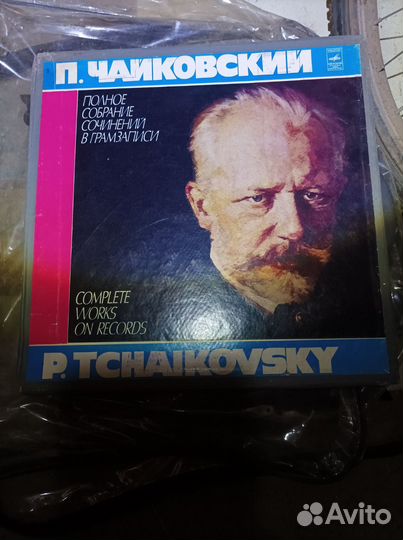 П. ЧАЙКОВСКИЙ
ПОЛНОЕ
СОБРАНИЕ
СОЧИНЕНИЙ
В ГРАМЗАПИСИ
COMPLETE
WORKS
ON RECORDS
P. TCHAIKOVSKY
Avito